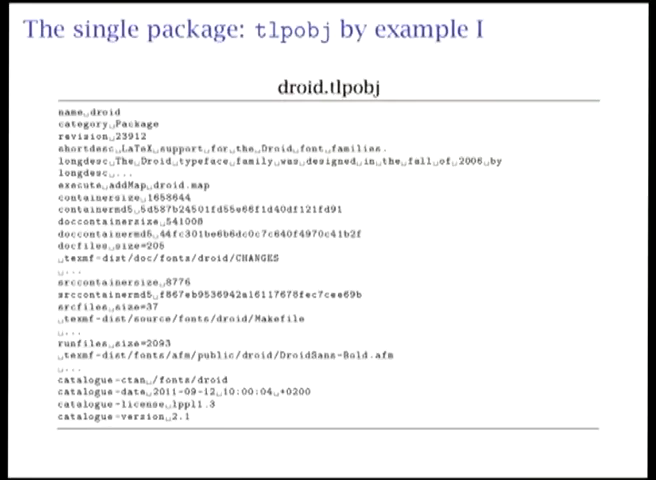 The single package: tlpobj by example I
droid.tlpobj
name␣droid
category␣Package
revision␣23912
shortdesc␣LaTeX␣support␣for␣the␣Droid␣font␣families.
longdesc␣The␣Droid␣typeface␣family␣was␣designed␣in␣the␣fall␣of␣2006␣by
longdesc␣...
execute␣addMap␣droid.map
containersize␣1658644
containermd5␣5d587b24501fd55e66f1d40df121fd91
doccontainersize␣541008
doccontainermd5␣44fc301be6b6dc0c7c640f4970c41b2f
docfiles␣size=205
␣texmf-dist/doc/fonts/droid/CHANGES
␣...
srccontainersize␣8776
srccontainermd5␣f867eb9536942a16117678fec7cee69b
srcfiles␣size=37
␣texmf-dist/source/fonts/droid/Makefile
␣...
runfiles␣size=2093
␣texmf-dist/fonts/afm/public/droid/DroidSans-Bold.afm
␣...
catalogue-ctan␣/fonts/droid
catalogue-date␣2011-09-12␣10:00:04␣+0200
catalogue-license␣lppl1.3
catalogue-version␣2.1